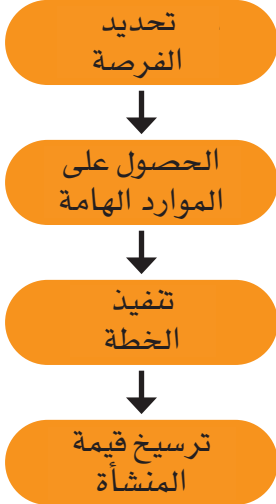 تحديد
الفرصة
الحصول على
الموارد الهامة
تنفيذ
الخطة
ترسيخ قيمة
المنشأة